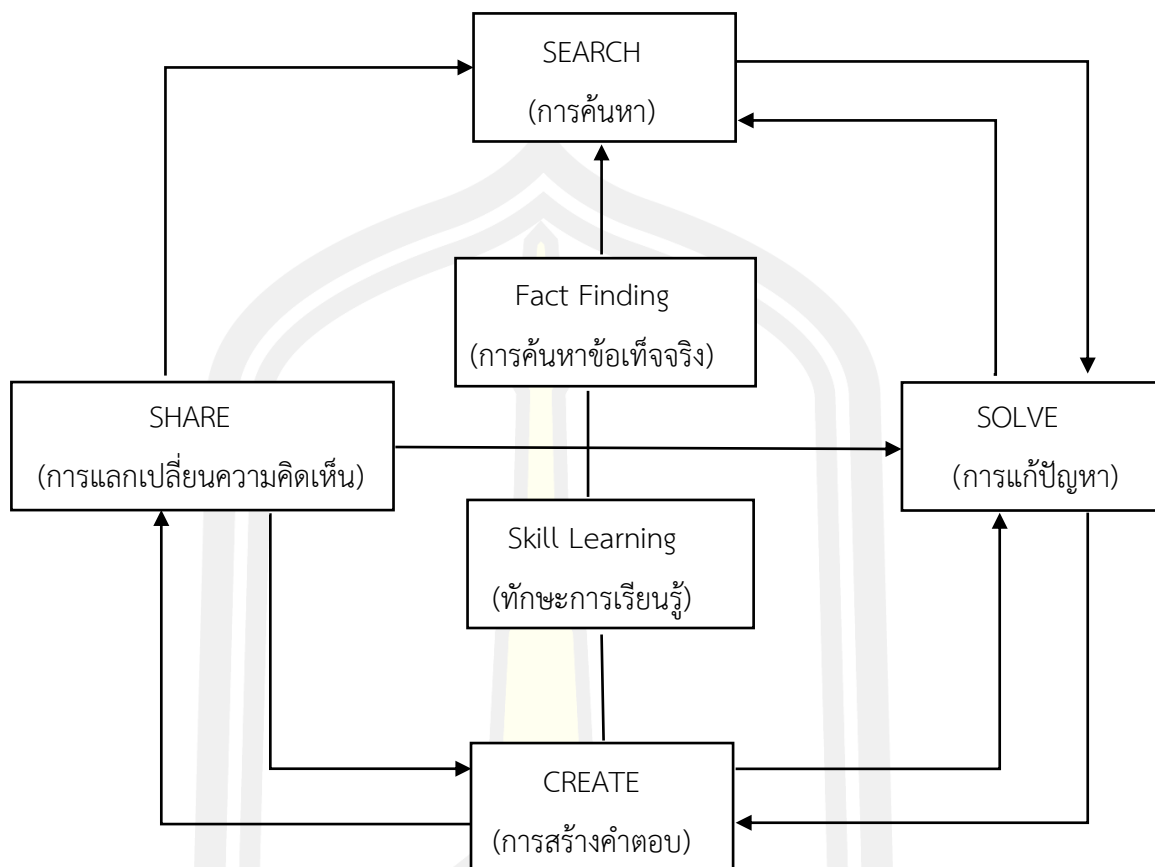 SEARCH
(การค้นหา)
Fact Finding
(การค้นหาข้อเท็จจริง)
SHARE
(การแลกเปลี่ยนความคิดเห็น)
SOLVE
(การแก้ปัญหา)
Skill Learning
(ทักษะการเรียนรู้)
CREATE
(การสร้างคำตอบ)